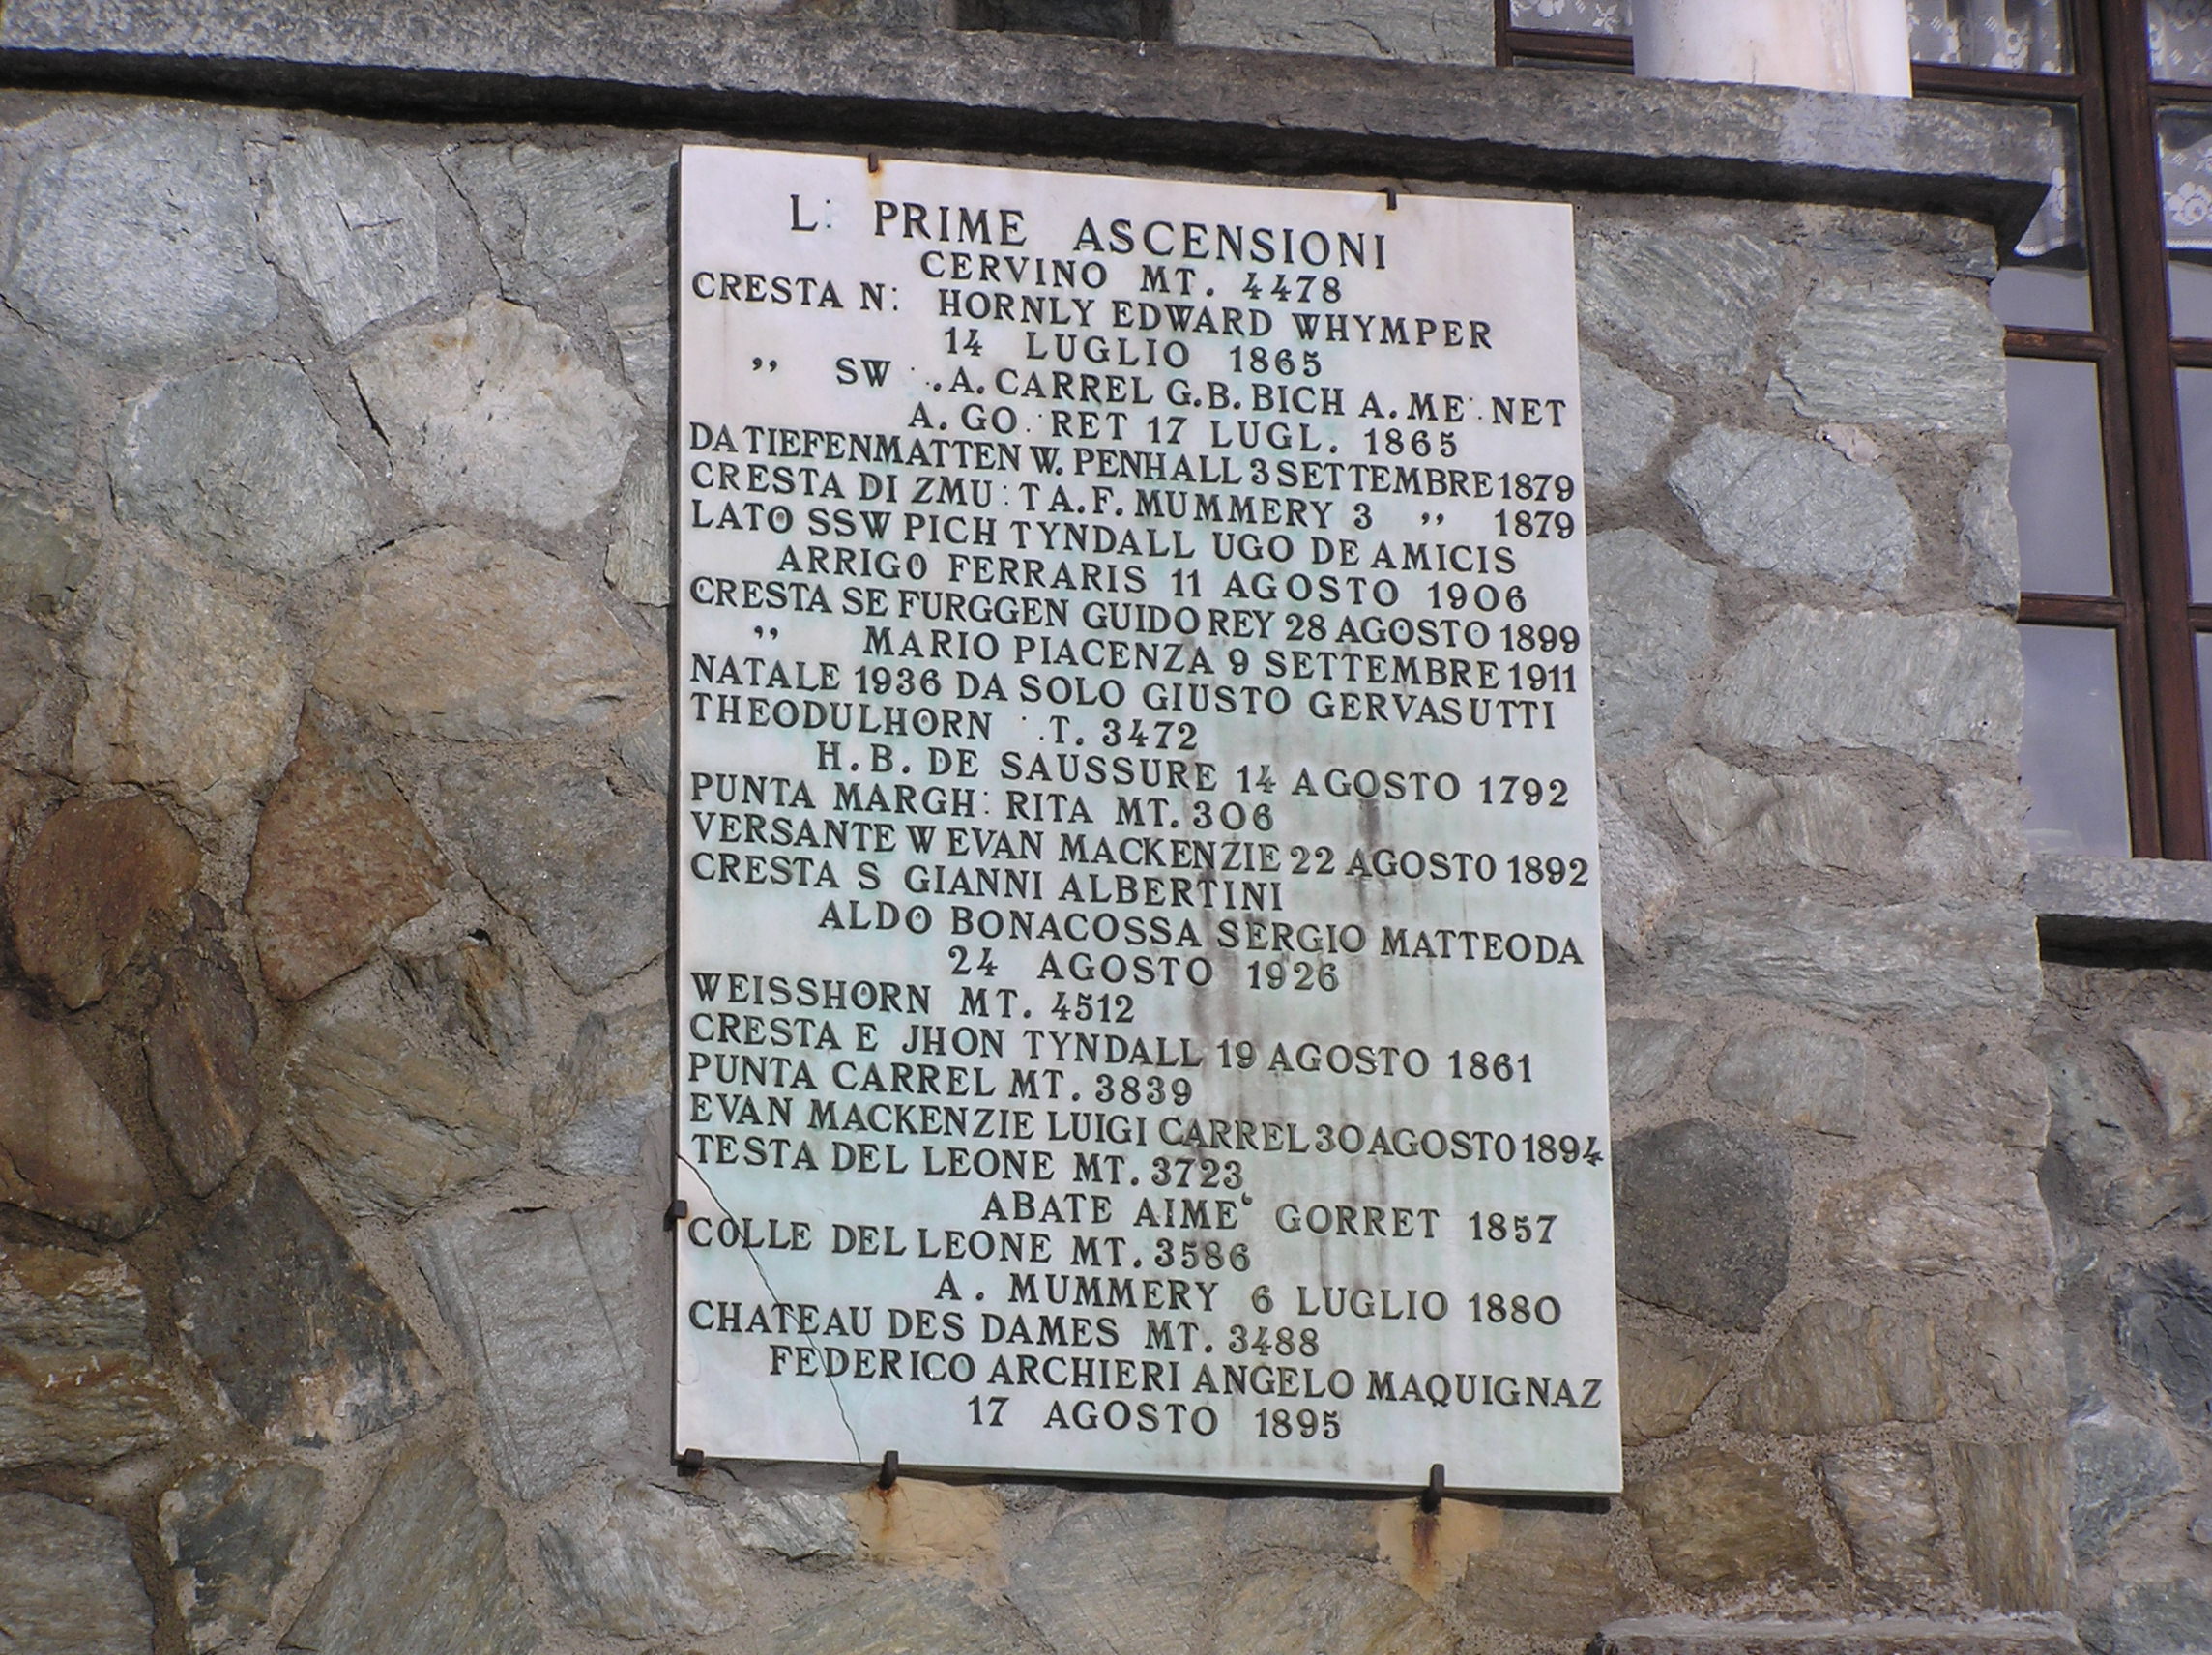 L PRIME ASCENSIONI
CERVINO MT. 4478
CRESTA N HORNLY EDWARD WHYMPER
14 LUGLIO 1865
,, SW A. CARREL G.B. BICH A. ME NET
A. GO RET 17 LUGL. 1865
DA TIEFENMATTEN W. PENHALL 3 SETTEMBRE 1879
CRESTA DI ZMU T A.F. MUMMERY 3 ,, 1879
LATO SSW PICH TYNDALL UGO DE AMICIS
ARRIGO FERRARIS 11 AGOSTO 1906
CRESTA SE FURGGEN GUIDO REY 28 AGOSTO 1899
,, MARIO PIACENZA 9 SETTEMBRE 1911
NATALE 1936 DA SOLO GIUSTO GERVASUTTI
THEODULHORN T. 3472
H.B. DE SAUSSURE 14 AGOSTO 1792
PUNTA MARGH RITA MT. 306
VERSANTE W EVAN MACKENZIE 22 AGOSTO 1892
CRESTA S GIANNI ALBERTINI
ALDO BONACOSSA SERGIO MATTEODA
24 AGOSTO 1926
WEISSHORN MT. 4512
CRESTA E JHON TYNDALL 19 AGOSTO 1861
PUNTA CARREL MT. 3839
EVAN MACKENZIE LUIGI CARREL 30 AGOSTO 1894
TESTA DEL LEONE MT. 3723
ABATE AIME‘ GORRET 1857
COLLE DEL LEONE MT. 3586
A. MUMMERY 6 LUGLIO 1880
CHATEAU DES DAMES MT. 3488
FEDERICO ARCHIERI ANGELO MAQUIGNAZ
17 AGOSTO 1895